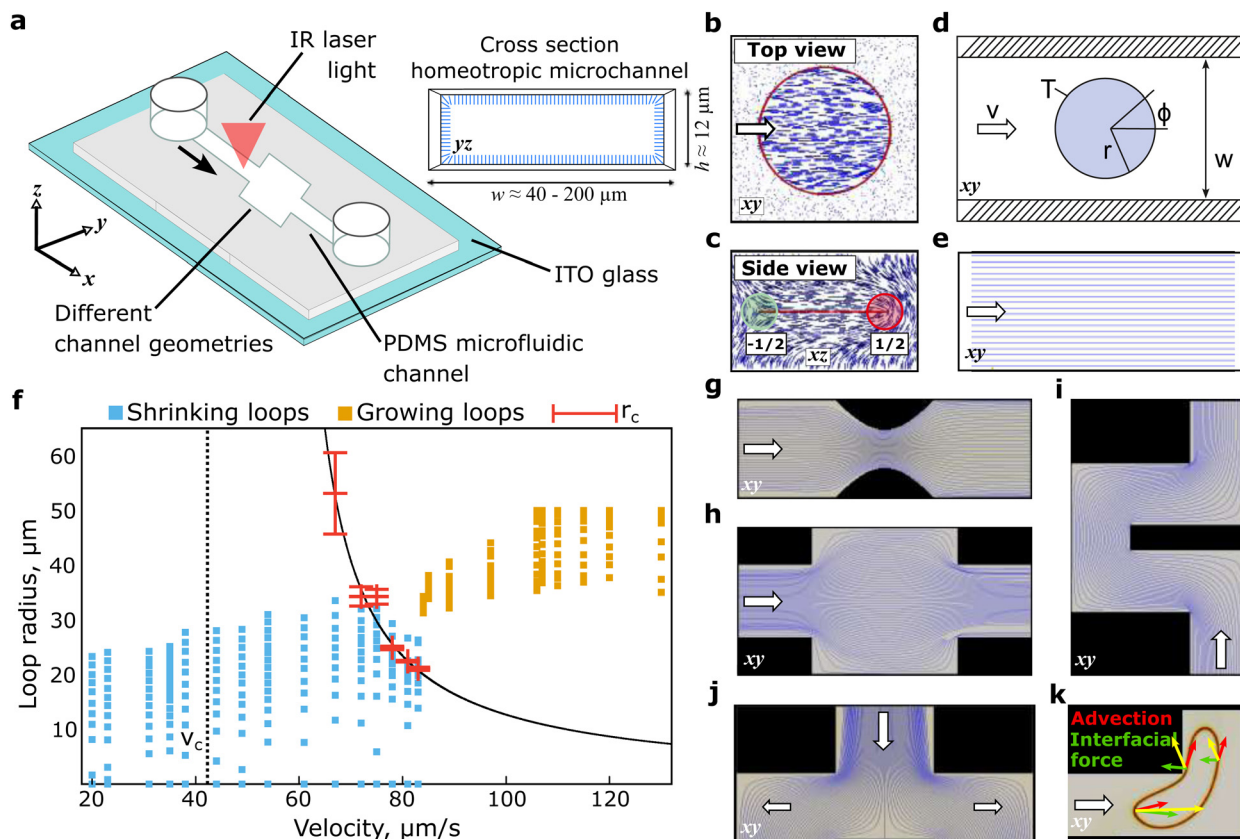 a
IR laser
light
Cross section
homeotropic microchannel
yz
h ≈ 12 µm
w ≈ 40 - 200 µm
z
y
x
ITO glass
Different
channel geometries
PDMS microfluidic
channel
b
Top view
xy
c
Side view
-1/2
1/2
xz
d
T
v
ϕ
r
w
xy
e
xy
f
Shrinking loops
Growing loops
r_c
Loop radius, µm
60
50
40
30
20
10
v_c
20
40
60
80
100
120
Velocity, µm/s
g
xy
h
xy
i
xy
j
xy
k
Advection
Interfacial
force
xy